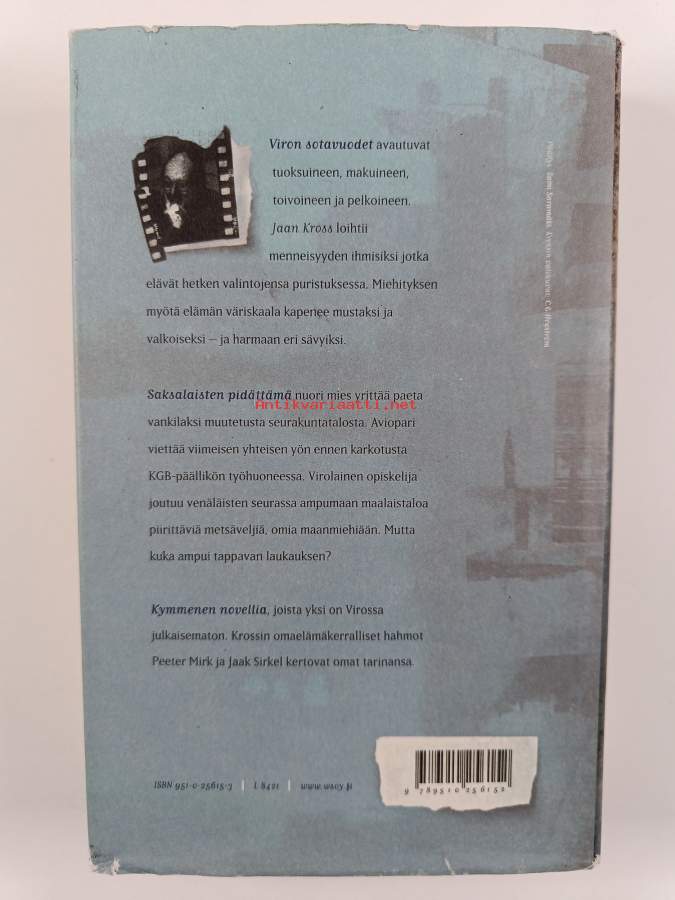 Viron sotavuodet avautuvat
tuoksuineen, makuineen,
toivoineen ja pelkoineen.
Jaan Kross loihtii
menneisyyden ihmisiksi jotka
elävät hetken valintojensa puristuksessa. Miehityksen
myötä elämän väriskaala kapenee mustaksi ja
valkoiseksi – ja harmaan eri sävyiksi.
Saksalaisten pidättämä nuori mies yrittää paeta
Antikvariaatti.net
vankilaksi muutetusta seurakuntatalosta. Aviopari
viettää viimeisen yhteisen yön ennen karkotusta
KGB-päällikön työhuoneessa. Virolainen opiskelija
joutuu venäläisten seurassa ampumaan maalaistaloa
piirittäviä metsäveljiä, omia maanmiehiään. Mutta
kuka ampui tappavan laukauksen?
Kymmenen novellia, joista yksi on Virossa
julkaisematon. Krossin omaelämäkerralliset hahmot
Peeter Mirk ja Jaak Sirkel kertovat omat tarinansa.
ISBN 951-0-25615-3 | L 8421 | www.wsoy.fi
9 789510 256152